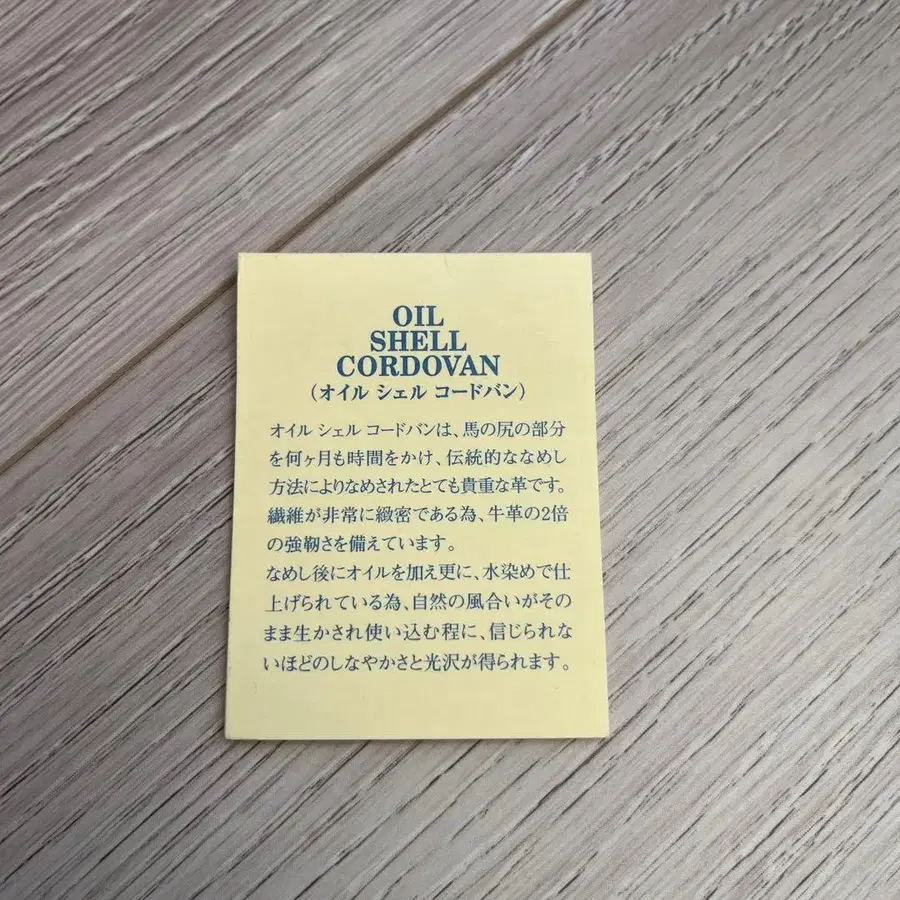 OIL
SHELL
CORDOVAN
(オイル シェル コードバン)
オイル シェル コードバンは、馬の尻の部分
を何ヶ月も時間をかけ、伝統的ななめし
方法によりなめされたとても貴重な革です。
繊維が非常に緻密である為、牛革の2倍
の強靭さを備えています。
なめし後にオイルを加え更に、水染めで仕
上げられている為、自然の風合いがその
まま生かされ使い込む程に、信じられな
いほどのしなやかさと光沢が得られます。